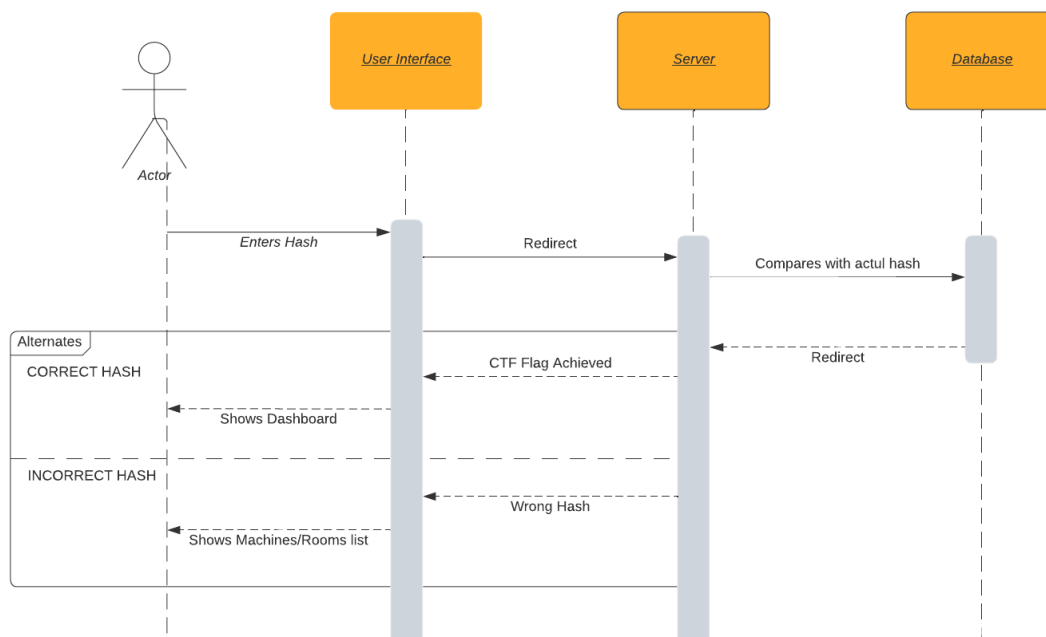 User Interface
Server
Database
Actor
Enters Hash
Redirect
Compares with actul hash
Alternates
Redirect
CORRECT HASH
CTF Flag Achieved
Shows Dashboard
INCORRECT HASH
Wrong Hash
Shows Machines/Rooms list